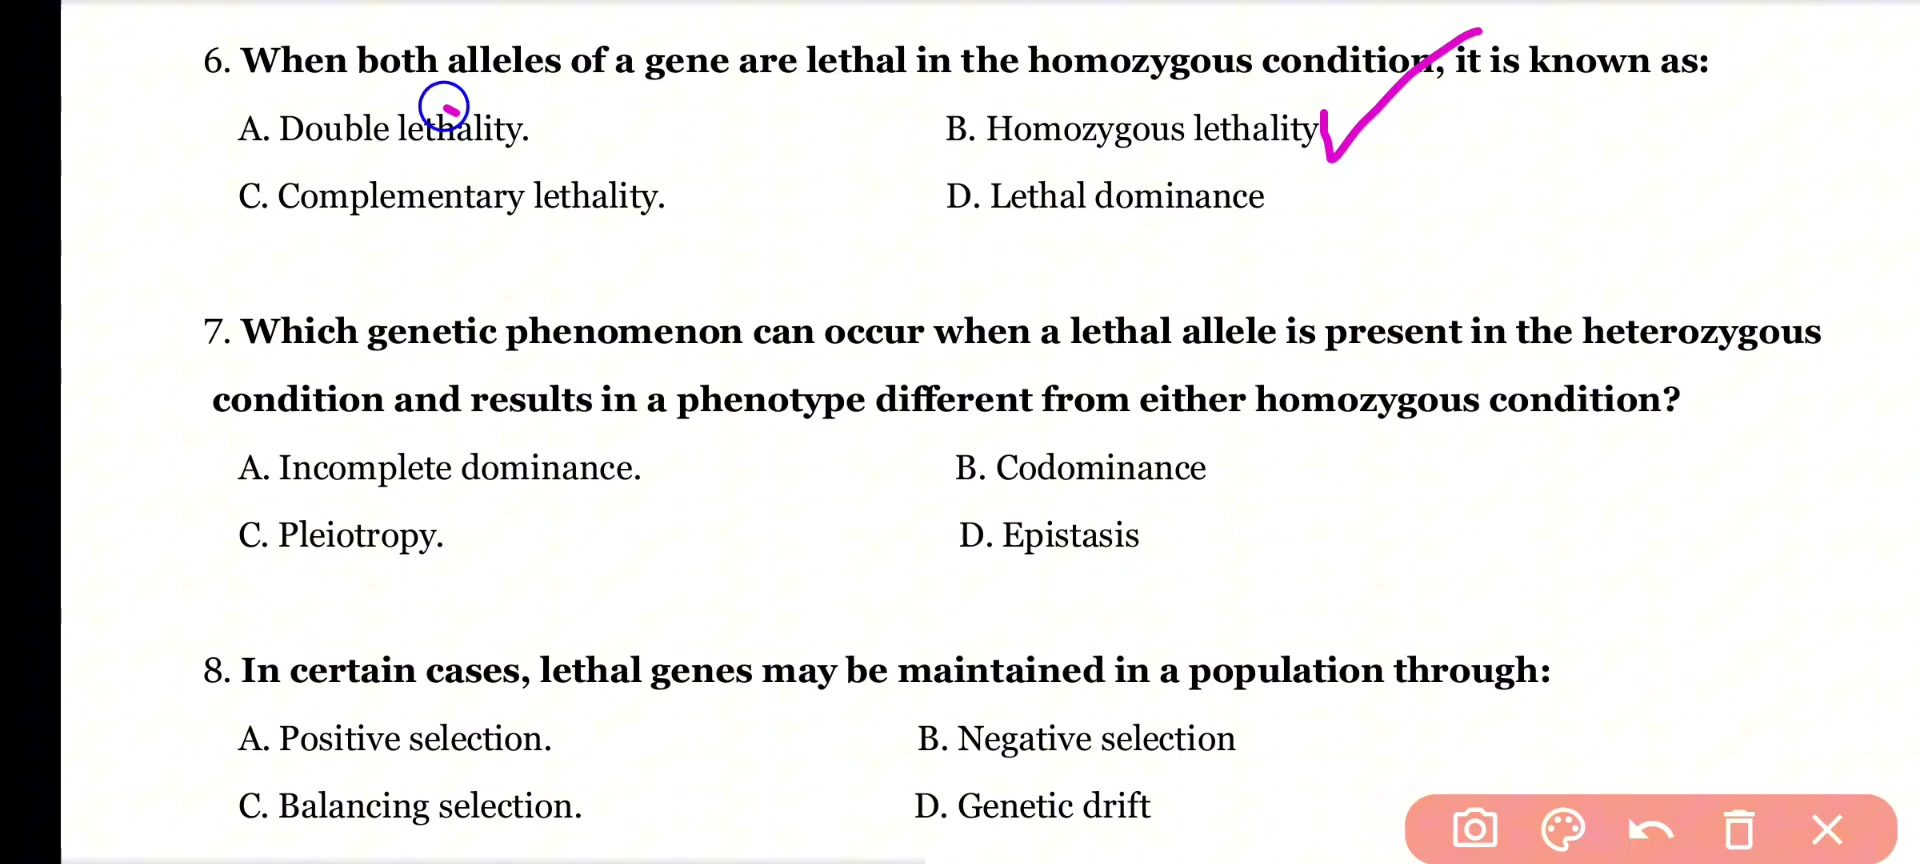 6. When both alleles of a gene are lethal in the homozygous condition, it is known as:
A. Double lethality. B. Homozygous lethality
C. Complementary lethality. D. Lethal dominance
7. Which genetic phenomenon can occur when a lethal allele is present in the heterozygous
condition and results in a phenotype different from either homozygous condition?
A. Incomplete dominance. B. Codominance
C. Pleiotropy. D. Epistasis
8. In certain cases, lethal genes may be maintained in a population through:
A. Positive selection. B. Negative selection
C. Balancing selection. D. Genetic drift